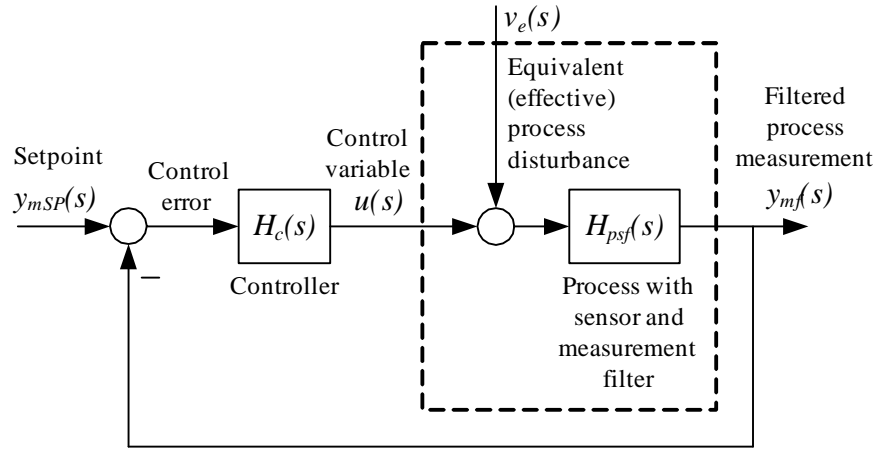 v_e(s)
Equivalent
(effective)
process
disturbance
Filtered
process
measurement
y_mf(s)
Setpoint
y_mSP(s)
Control
error
Control
variable
u(s)
H_c(s)
Controller
H_psf(s)
Process with
sensor and
measurement
filter
−